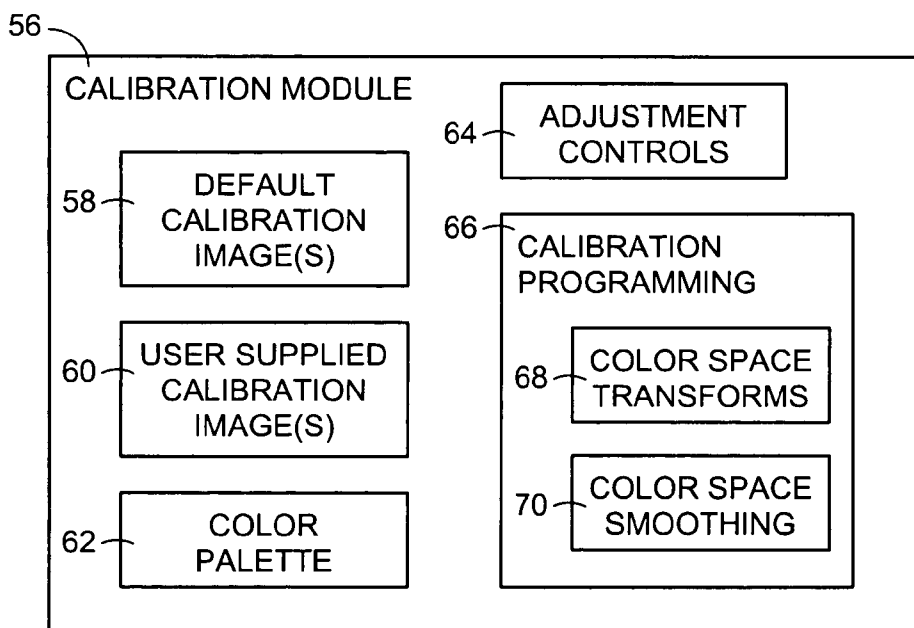 56
CALIBRATION MODULE
58
DEFAULT
CALIBRATION
IMAGE(S)
60
USER SUPPLIED
CALIBRATION
IMAGE(S)
62
COLOR
PALETTE
64
ADJUSTMENT
CONTROLS
66
CALIBRATION
PROGRAMMING
68
COLOR SPACE
TRANSFORMS
70
COLOR SPACE
SMOOTHING